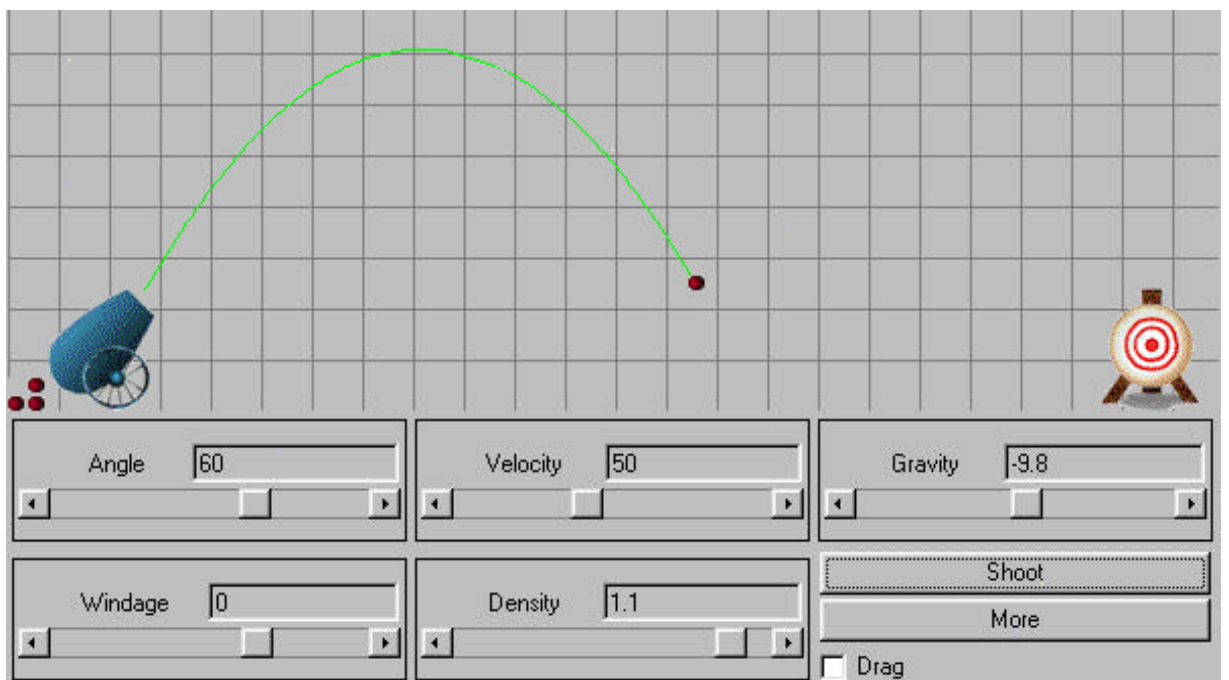 Angle 60
Velocity 50
Gravity -9.8
Windage 0
Density 1.1
Shoot
More
Drag